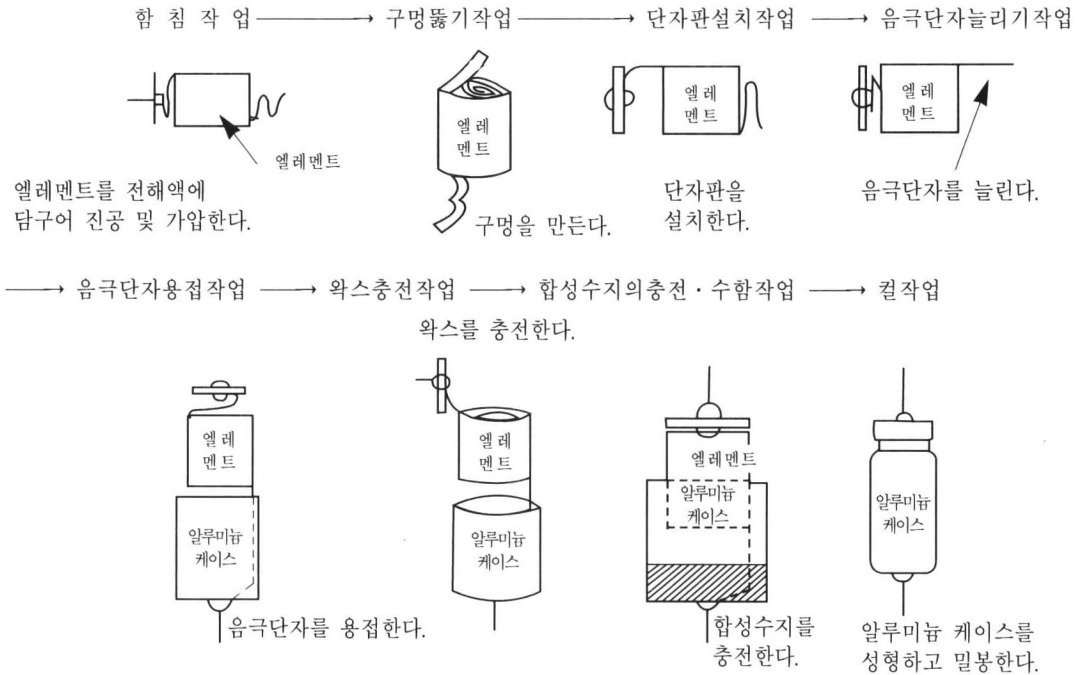 함 침 작 업 → 구멍뚫기작업 → 단자판설치작업 → 음극단자늘리기작업
엘레
멘트
엘레
멘트
엘레
멘트
엘레멘트
엘레멘트를 전해액에
담구어 진공 및 가압한다.
구멍을 만든다.
단자판을
설치한다.
음극단자를 늘린다.
→ 음극단자용접작업 → 왁스충전작업 → 합성수지의충전 · 수함작업 → 컬작업
왁스를 충전한다.
엘레
멘트
알루미늄
케이스
음극단자를 용접한다.
엘레
멘트
알루미늄
케이스
엘레멘트
알루미늄
케이스
합성수지를
충전한다.
알루미늄
케이스
알루미늄 케이스를
성형하고 밀봉한다.